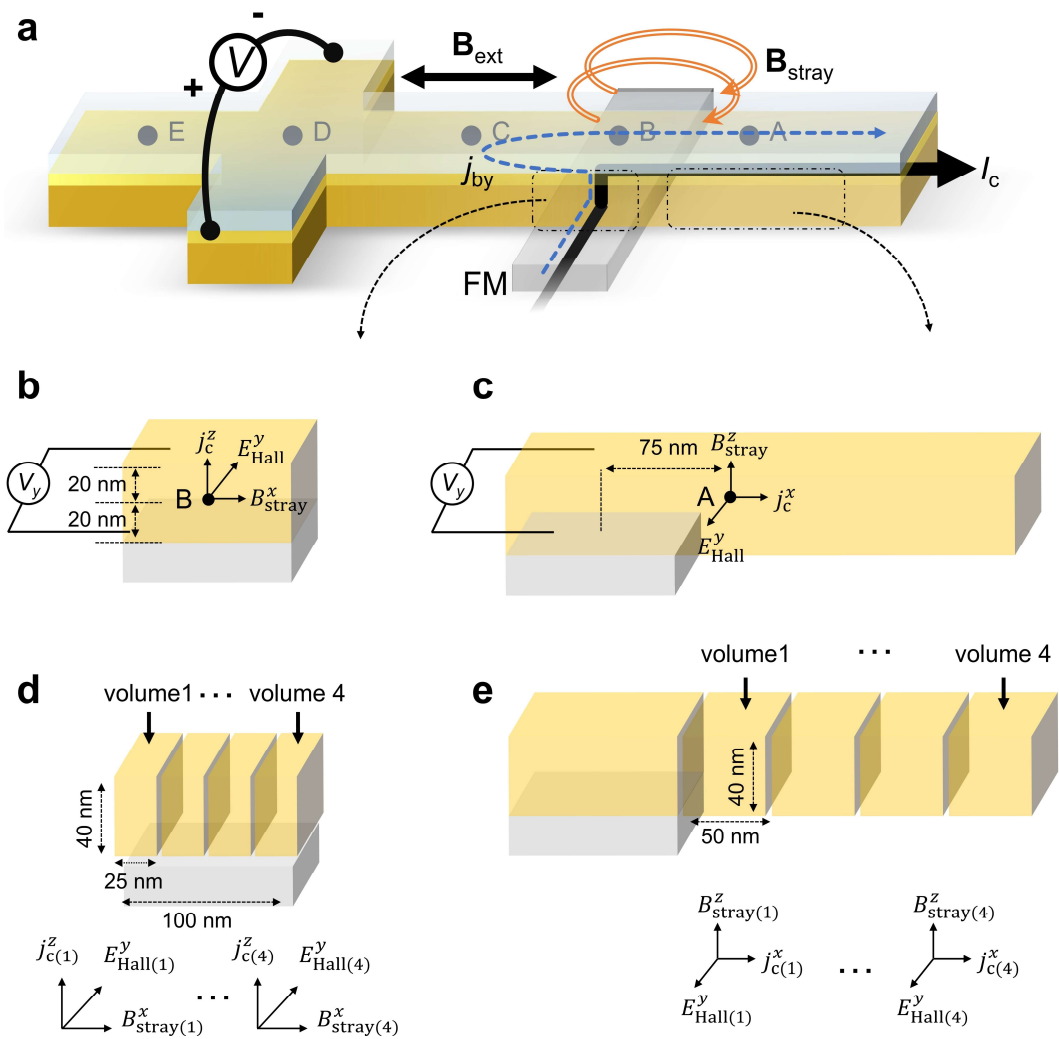 a
-
V
+
B_ext
B_stray
E
D
C
B
A
j_by
I_c
FM
b
V_y
20 nm
20 nm
j_c^z
E_Hall^y
B
B_stray^x
c
V_y
75 nm
B_stray^z
A
j_c^x
E_Hall^y
d
volume1 ··· volume 4
40 nm
25 nm
100 nm
j_c(1)^z
E_Hall(1)^y
B_stray(1)^x
···
j_c(4)^z
E_Hall(4)^y
B_stray(4)^x
e
volume1 ··· volume 4
40 nm
50 nm
B_stray(1)^z
j_c(1)^x
E_Hall(1)^y
···
B_stray(4)^z
j_c(4)^x
E_Hall(4)^y